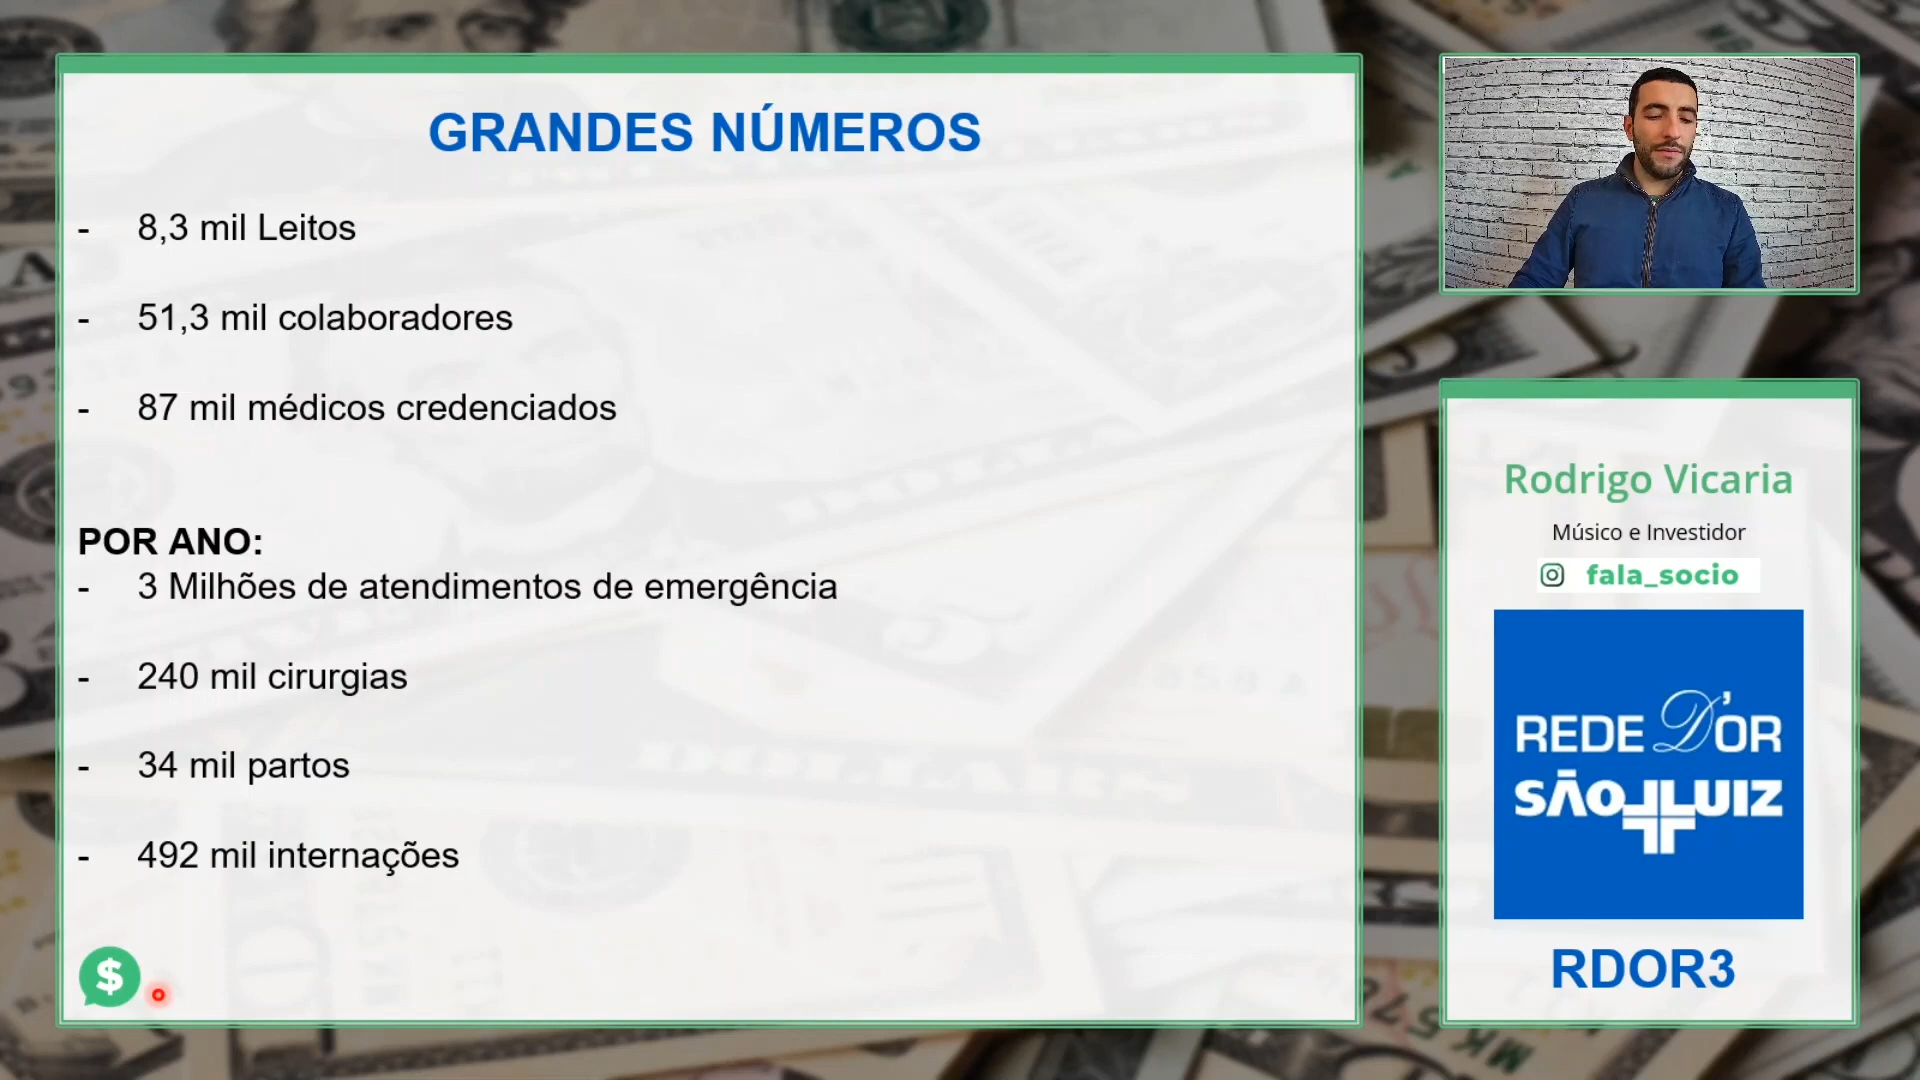 GRANDES NÚMEROS
- 8,3 mil Leitos
- 51,3 mil colaboradores
- 87 mil médicos credenciados
POR ANO:
- 3 Milhões de atendimentos de emergência
- 240 mil cirurgias
- 34 mil partos
- 492 mil internações
$
Rodrigo Vicaria
Músico e Investidor
fala_socio
REDE D'OR
SÃO LUIZ
RDOR3